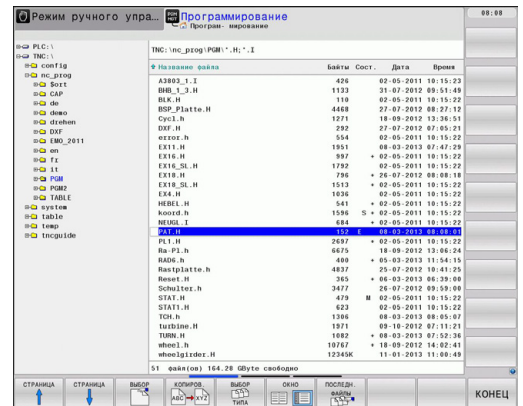 Режим ручного упра...
PGM
MGT
Программирование
Програм- мирование
08:08
PLC:\
TNC:\
config
nc_prog
$ort
CAP
de
demo
drehen
DXF
EMO_2011
en
fr
it
PGM
PGM2
TABLE
system
table
temp
tncguide
TNC:\nc_prog\PGM\*.H;*.I
Название файла Байты Сост. Дата Время
A3803_1.I 426 02-05-2011 10:15:23
BHB_1_3.H 1133 31-07-2012 09:51:49
BLK.H 110 02-05-2011 10:15:22
BSP_Platte.H 4468 27-07-2012 08:27:12
Cycl.h 1271 18-09-2012 13:36:51
DXF.H 292 27-07-2012 07:05:21
error.h 554 02-05-2011 10:15:22
EX11.H 1951 08-03-2013 07:47:29
EX16.H 997 + 02-05-2011 10:15:22
EX16_SL.H 1792 02-05-2011 10:15:22
EX18.H 796 + 26-07-2012 08:08:18
EX18_SL.H 1513 + 02-05-2011 10:15:22
EX4.H 1036 02-05-2011 10:15:22
HEBEL.H 541 + 02-05-2011 10:15:22
koord.h 1596 S + 02-05-2011 10:15:22
NEUGL.I 684 + 02-05-2011 10:15:22
PAT.H 152 E 08-03-2013 08:08:01
PL1.H 2697 + 02-05-2011 10:15:22
Ra-Pl.h 6675 18-09-2012 13:06:24
RAD6.h 400 + 05-03-2013 11:54:15
Rastplatte.h 4837 25-07-2012 10:41:25
Reset.H 365 + 06-03-2013 06:39:00
Schulter.h 3477 26-07-2012 09:59:00
STAT.H 479 M 02-05-2011 10:15:22
STAT1.H 623 02-05-2011 10:15:22
TCH.h 1306 08-03-2013 08:05:07
turbine.H 1971 09-10-2012 07:11:21
TURN.H 1082 + 08-03-2013 07:52:36
wheel.h 10767 + 18-09-2012 14:02:41
wheelgirder.H 12345K 11-01-2013 11:00:49
51 файл(ов) 164.28 GByte свободно
СТРАНИЦА
СТРАНИЦА
ВЫБОР
КОПИРОВ.
ABC→XYZ
ВЫБОР
ТИПА
ОКНО
ПОСЛЕДН.
ФАЙЛЫ
КОНЕЦ